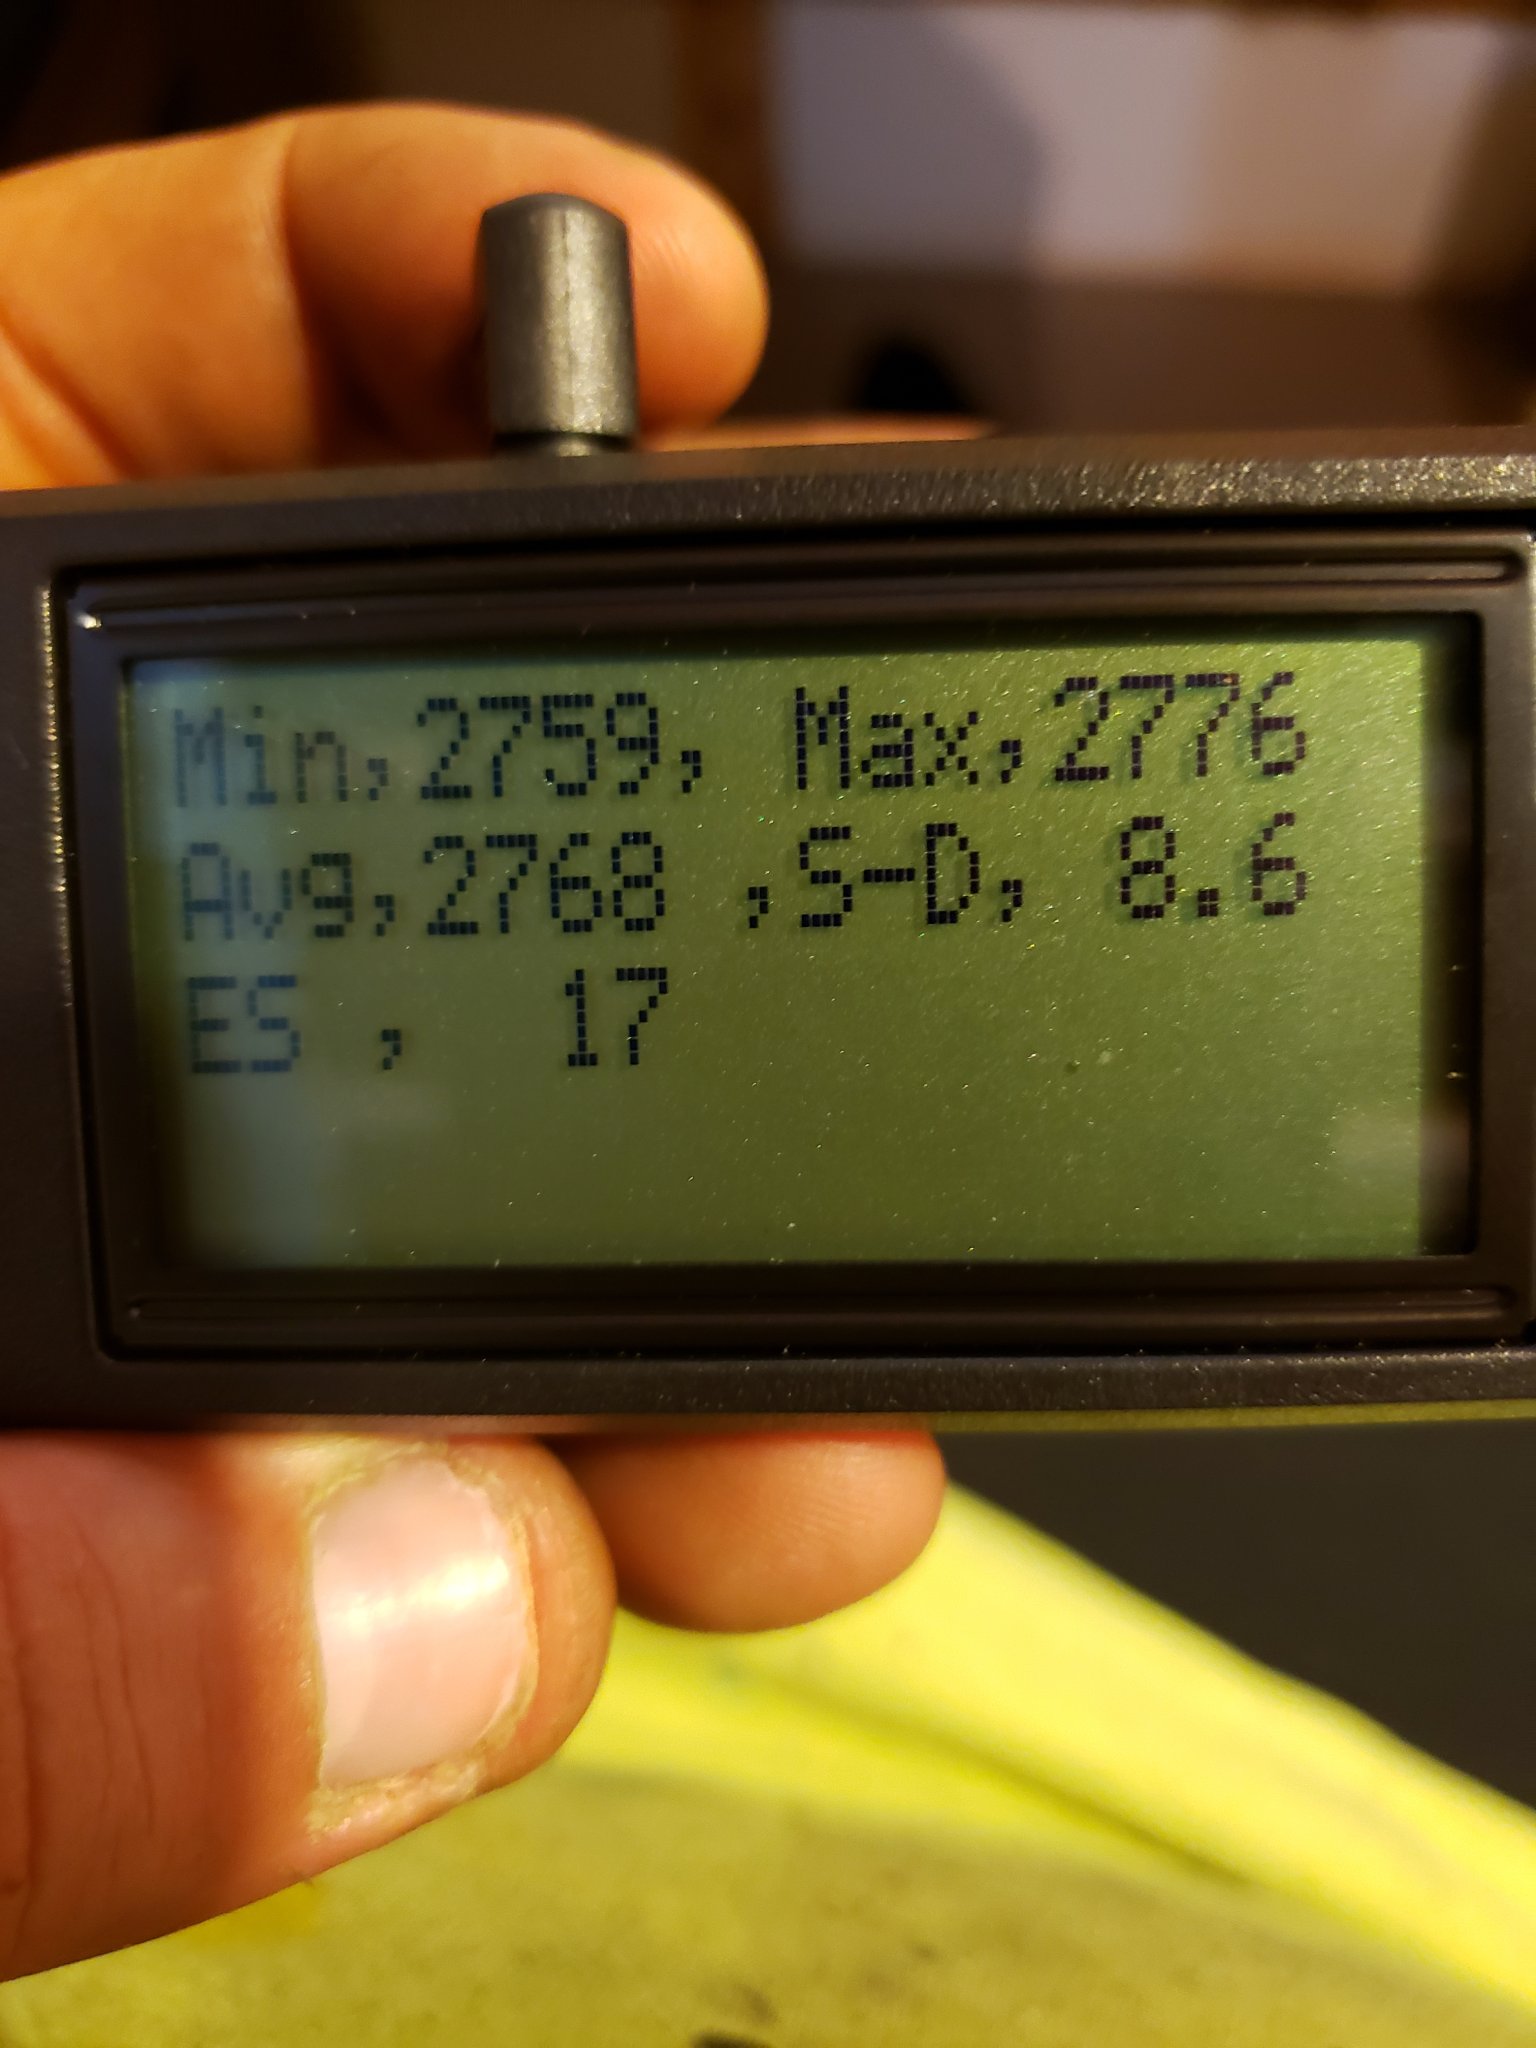 Min,2759, Max,2776
Avg,2768 ,S-D, 8.6
ES , 17